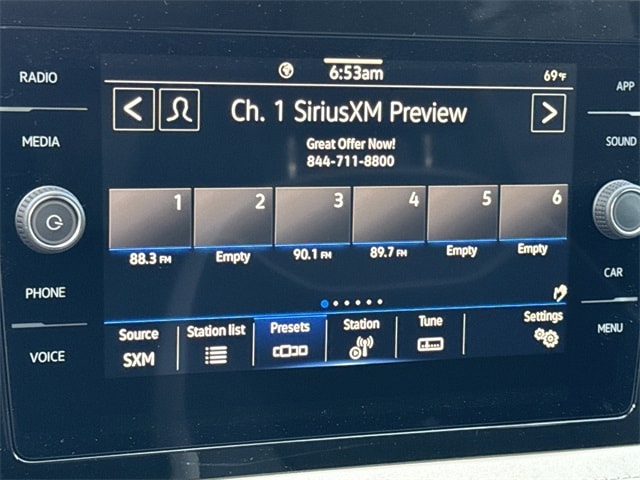 RADIO
MEDIA
PHONE
VOICE
6:53am
69°F
Ch. 1 SiriusXM Preview
Great Offer Now!
844-711-8800
1 2 3 4 5 6
88.3 FM Empty 90.1 FM 89.7 FM Empty Empty
Source Station list Presets Station Tune Settings
SXM
APP
SOUND
CAR
MENU